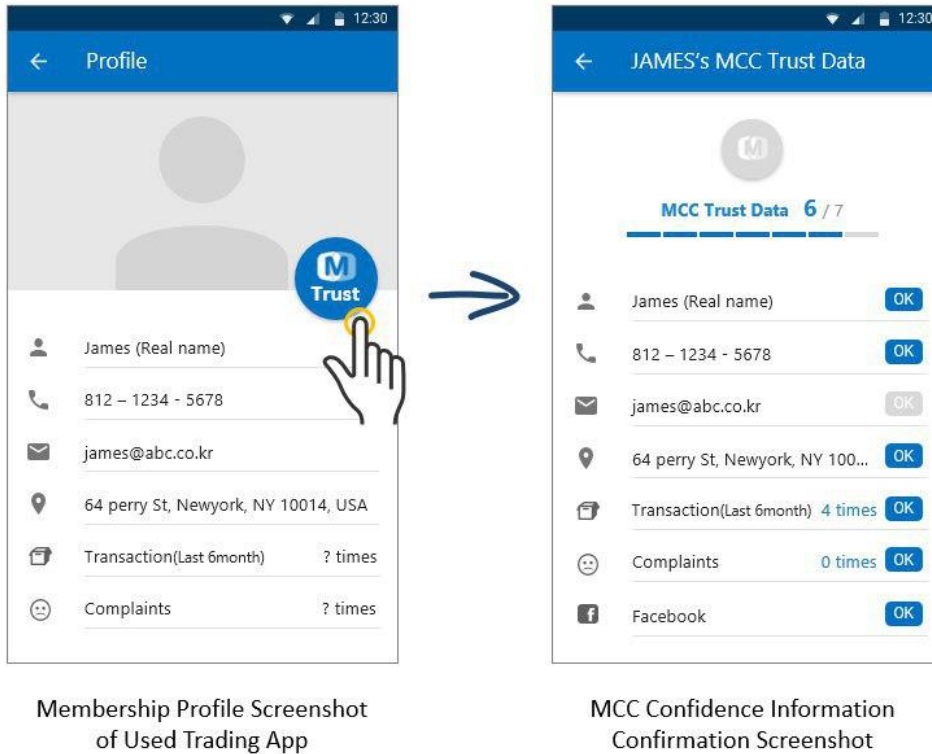 12:30
Profile
M
Trust
James (Real name)
812 – 1234 - 5678
james@abc.co.kr
64 perry St, Newyork, NY 10014, USA
Transaction(Last 6month) ? times
Complaints ? times
Membership Profile Screenshot
of Used Trading App
12:30
JAMES's MCC Trust Data
M
MCC Trust Data 6 / 7
James (Real name) OK
812 – 1234 - 5678 OK
james@abc.co.kr OK
64 perry St, Newyork, NY 100... OK
Transaction(Last 6month) 4 times OK
Complaints 0 times OK
f Facebook OK
MCC Confidence Information
Confirmation Screenshot